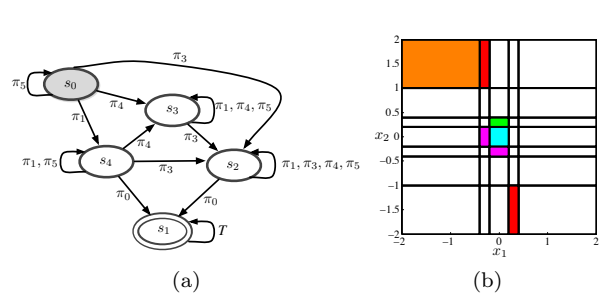 π₃
s₀
π₅
π₄
π₁
s₃
π₁, π₄, π₅
π₄
π₃
s₄
π₁, π₅
π₃
s₂
π₁, π₃, π₄, π₅
π₀
π₀
s₁
T
(a)
2
1.5
1
0.5
x₂ 0
−0.5
−1
−1.5
−2
−2 −1 0 1 2
x₁
(b)